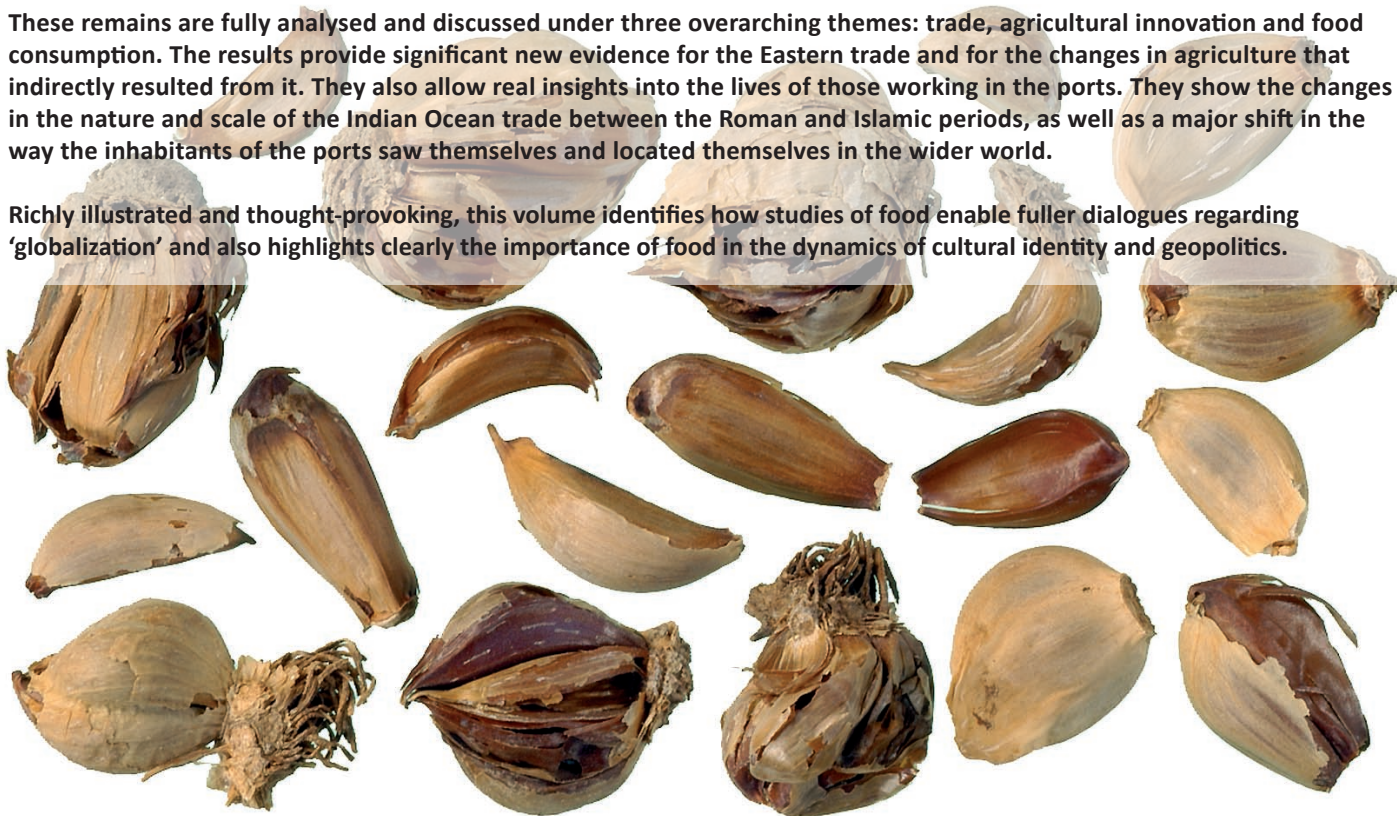 These remains are fully analysed and discussed under three overarching themes: trade, agricultural innovation and food
consumption. The results provide significant new evidence for the Eastern trade and for the changes in agriculture that
indirectly resulted from it. They also allow real insights into the lives of those working in the ports. They show the changes
in the nature and scale of the Indian Ocean trade between the Roman and Islamic periods, as well as a major shift in the
way the inhabitants of the ports saw themselves and located themselves in the wider world.
Richly illustrated and thought-provoking, this volume identifies how studies of food enable fuller dialogues regarding
‘globalization’ and also highlights clearly the importance of food in the dynamics of cultural identity and geopolitics.